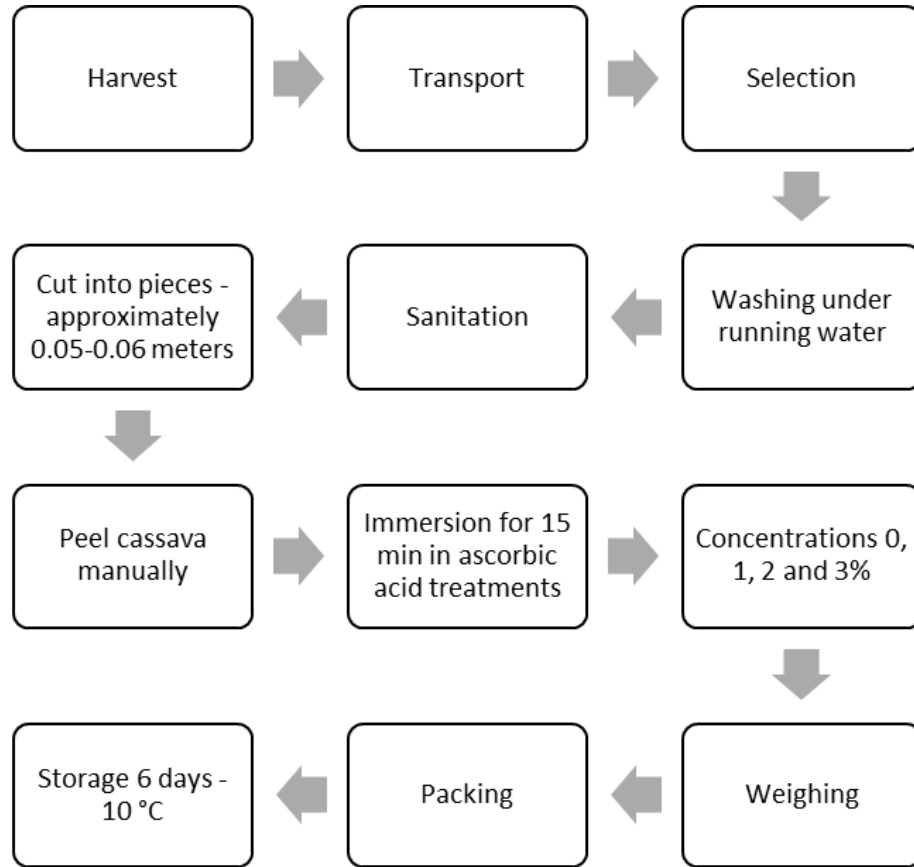 Harvest
Transport
Selection
Washing under
running water
Sanitation
Cut into pieces -
approximately
0.05-0.06 meters
Peel cassava
manually
Immersion for 15
min in ascorbic
acid treatments
Concentrations 0,
1, 2 and 3%
Weighing
Packing
Storage 6 days -
10 °C